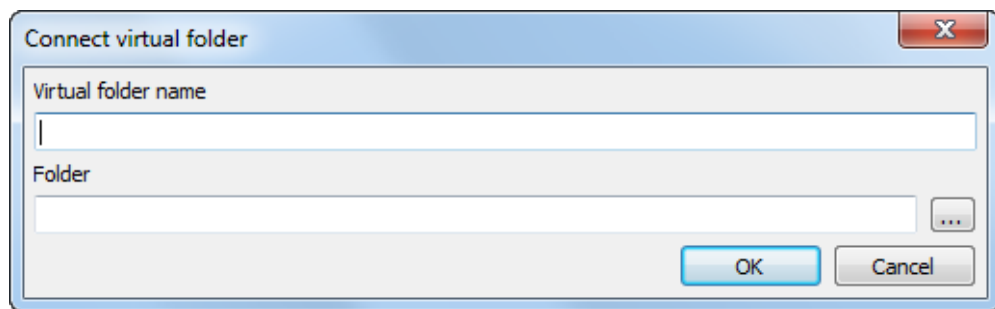 Connect virtual folder
Virtual folder name
Folder
...
OK Cancel